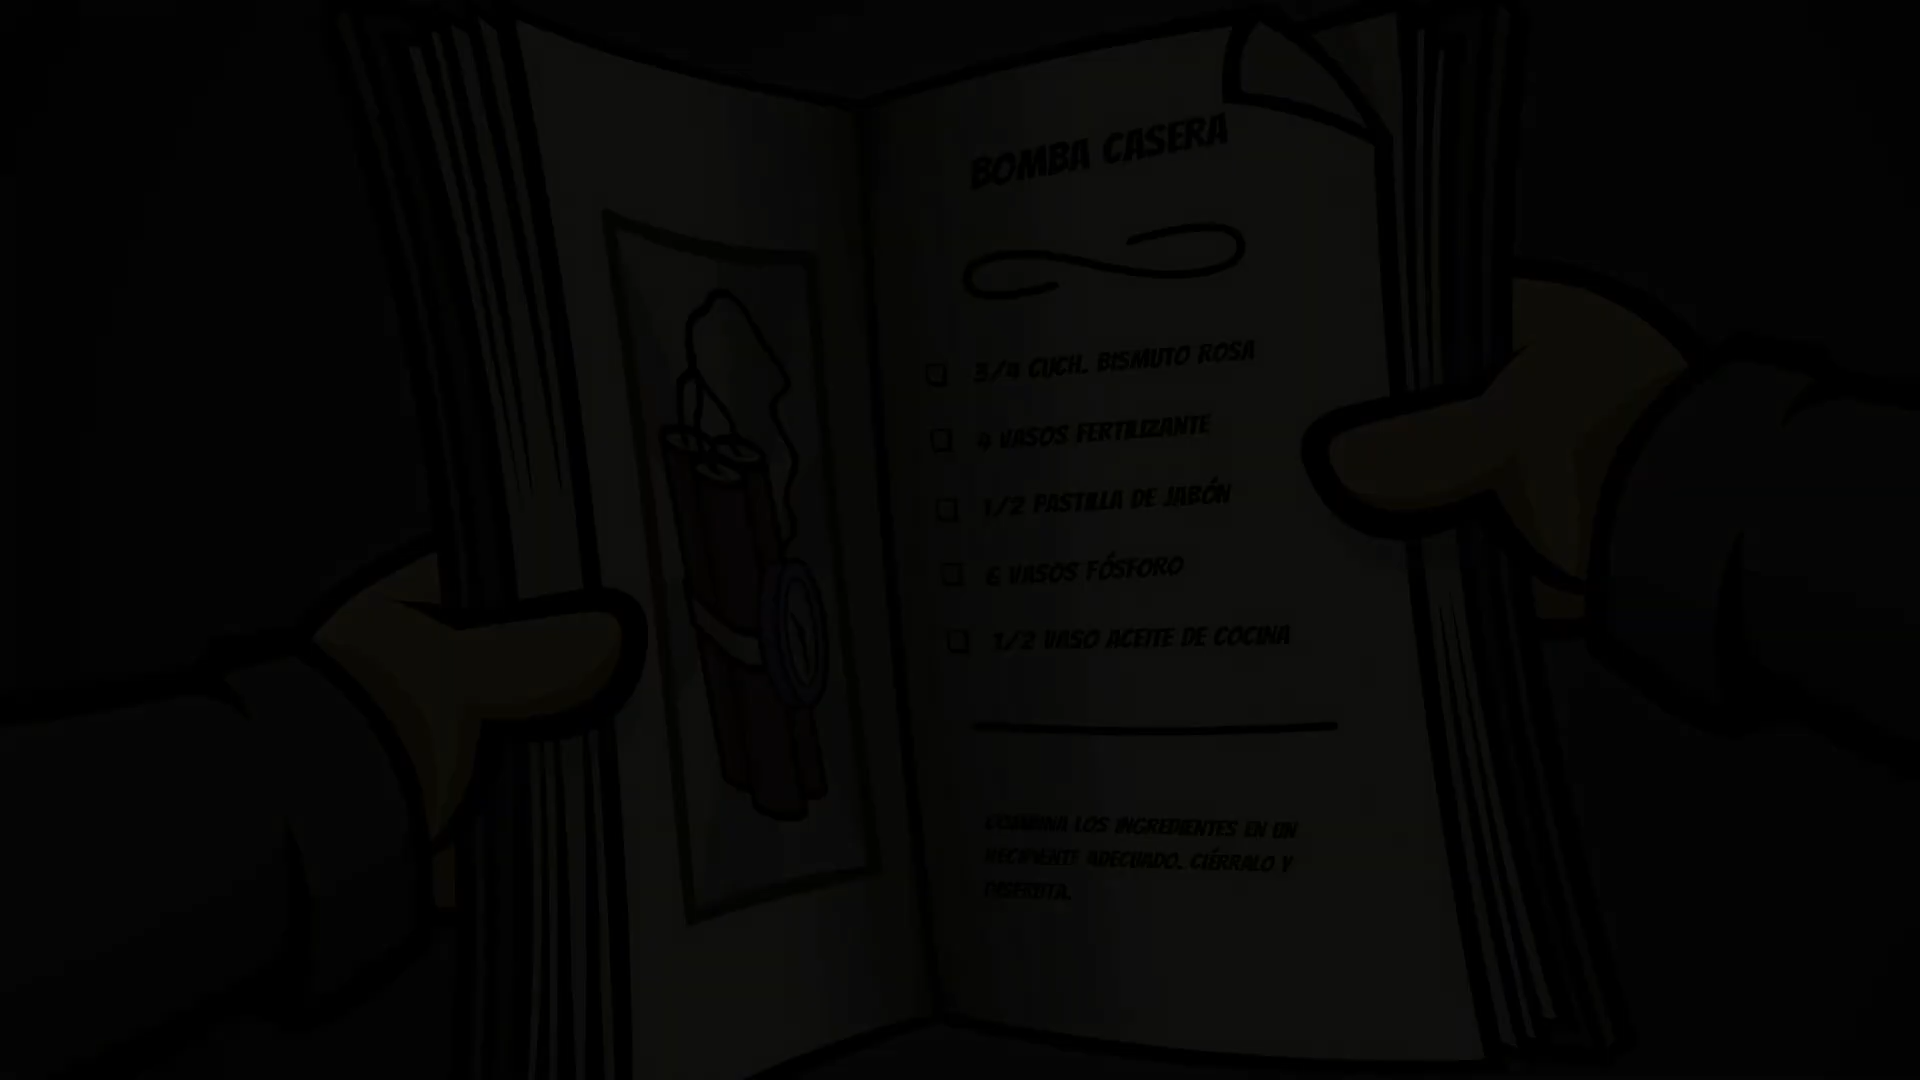 BOMBA CASERA
3/4 CUCH. BISMUTO ROSA
4 VASOS FERTILIZANTE
1/2 PASTILLA DE JABÓN
6 VASOS FÓSFORO
1/2 VASO ACEITE DE COCINA
COMBINA LOS INGREDIENTES EN UN
RECIPIENTE ADECUADO. CIÉRRALO Y
DISFRUTA.